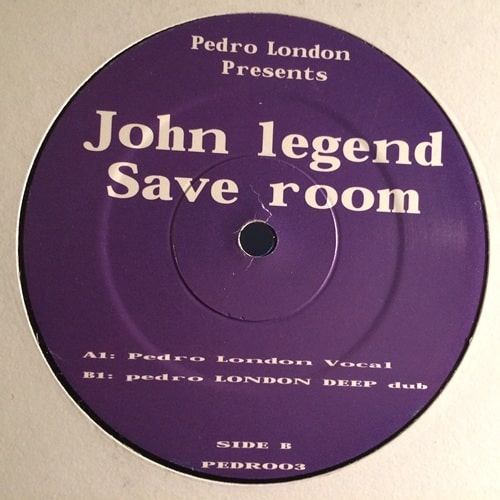 Pedro London
Presents
John legend
Save room
A1: Pedro London Vocal
B1: pedro LONDON DEEP dub
SIDE B
PEDRO03